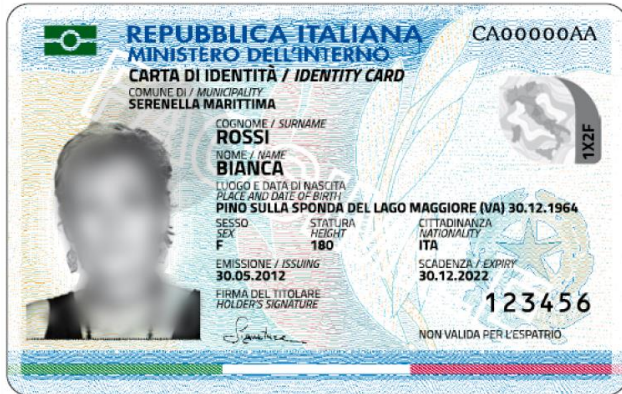 REPUBBLICA ITALIANA
CA00000AA
MINISTERO DELL'INTERNO
CARTA DI IDENTITÀ / IDENTITY CARD
COMUNE DI / MUNICIPALITY
SERENELLA MARITTIMA
COGNOME / SURNAME
ROSSI
NOME / NAME
BIANCA
LUOGO E DATA DI NASCITA
PLACE AND DATE OF BIRTH
PINO SULLA SPONDA DEL LAGO MAGGIORE (VA) 30.12.1964
SESSO STATURA CITTADINANZA
SEX HEIGHT NATIONALITY
F 180 ITA
EMISSIONE / ISSUING SCADENZA / EXPIRY
30.05.2012 30.12.2022
FIRMA DEL TITOLARE
HOLDER'S SIGNATURE
123456
NON VALIDA PER L'ESPATRIO
1X2F